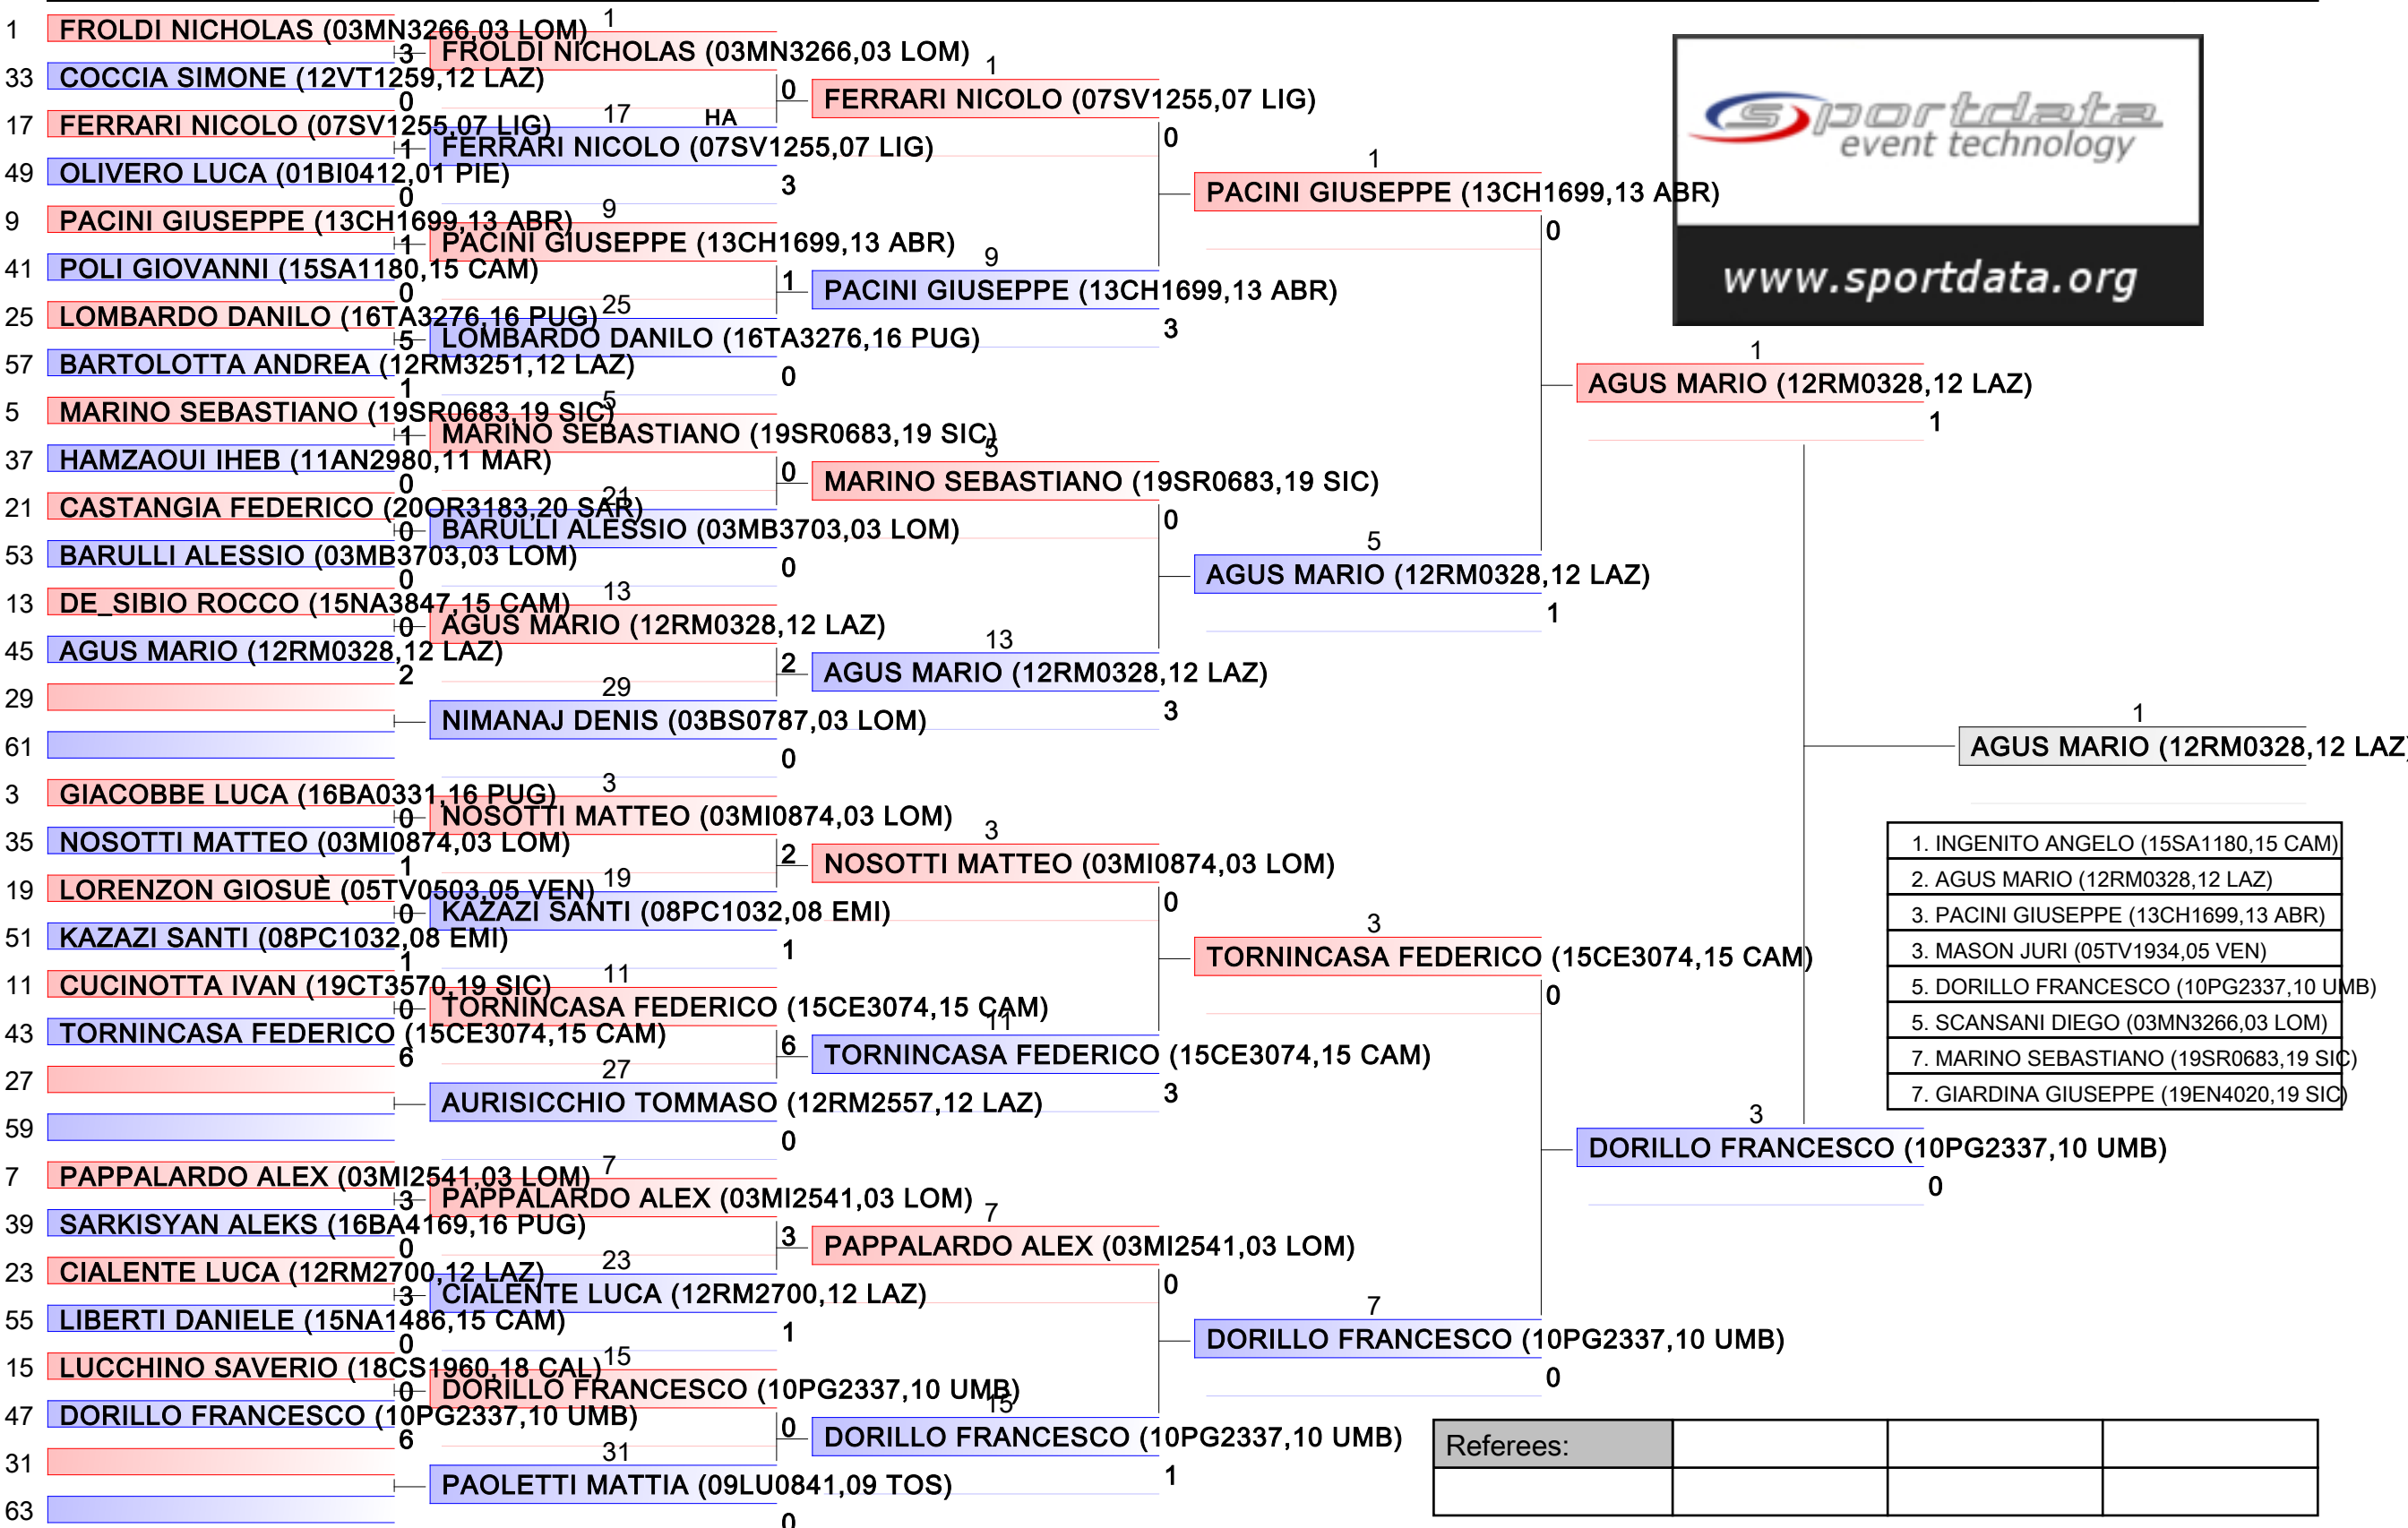 1 FROLDI NICHOLAS (03MN3266,03 LOM)
3
33 COCCIA SIMONE (12VT1259,12 LAZ)
0
17 FERRARI NICOLO (07SV1255,07 LIG)
1
49 OLIVERO LUCA (01BI0412,01 PIE)
0
9 PACINI GIUSEPPE (13CH1699,13 ABR)
1
41 POLI GIOVANNI (15SA1180,15 CAM)
0
25 LOMBARDO DANILO (16TA3276,16 PUG)
5
57 BARTOLOTTA ANDREA (12RM3251,12 LAZ)
1
5 MARINO SEBASTIANO (19SR0683,19 SIC)
1
37 HAMZAOUI IHEB (11AN2980,11 MAR)
0
21 CASTANGIA FEDERICO (20OR3183,20 SAR)
0
53 BARULLI ALESSIO (03MB3703,03 LOM)
0
13 DE_SIBIO ROCCO (15NA3847,15 CAM)
0
45 AGUS MARIO (12RM0328,12 LAZ)
2
29
61
3 GIACOBBE LUCA (16BA0331,16 PUG)
0
35 NOSOTTI MATTEO (03MI0874,03 LOM)
1
19 LORENZON GIOSUÈ (05TV0503,05 VEN)
0
51 KAZAZI SANTI (08PC1032,08 EMI)
1
11 CUCINOTTA IVAN (19CT3570,19 SIC)
0
43 TORNINCASA FEDERICO (15CE3074,15 CAM)
6
27
59
7 PAPPALARDO ALEX (03MI2541,03 LOM)
3
39 SARKISYAN ALEKS (16BA4169,16 PUG)
0
23 CIALENTE LUCA (12RM2700,12 LAZ)
3
55 LIBERTI DANIELE (15NA1486,15 CAM)
0
15 LUCCHINO SAVERIO (18CS1960,18 CAL)
0
47 DORILLO FRANCESCO (10PG2337,10 UMB)
6
31
63
1
FROLDI NICHOLAS (03MN3266,03 LOM)
0
17 HA
FERRARI NICOLO (07SV1255,07 LIG)
3
9
PACINI GIUSEPPE (13CH1699,13 ABR)
1
25
LOMBARDO DANILO (16TA3276,16 PUG)
0
5
MARINO SEBASTIANO (19SR0683,19 SIC)
0
21
BARULLI ALESSIO (03MB3703,03 LOM)
0
13
AGUS MARIO (12RM0328,12 LAZ)
2
29
NIMANAJ DENIS (03BS0787,03 LOM)
0
3
NOSOTTI MATTEO (03MI0874,03 LOM)
2
19
KAZAZI SANTI (08PC1032,08 EMI)
1
11
TORNINCASA FEDERICO (15CE3074,15 CAM)
6
27
AURISICCHIO TOMMASO (12RM2557,12 LAZ)
0
7
PAPPALARDO ALEX (03MI2541,03 LOM)
3
23
CIALENTE LUCA (12RM2700,12 LAZ)
1
15
DORILLO FRANCESCO (10PG2337,10 UMB)
0
31
PAOLETTI MATTIA (09LU0841,09 TOS)
0
1
FERRARI NICOLO (07SV1255,07 LIG)
0
9
PACINI GIUSEPPE (13CH1699,13 ABR)
3
5
MARINO SEBASTIANO (19SR0683,19 SIC)
0
13
AGUS MARIO (12RM0328,12 LAZ)
3
3
NOSOTTI MATTEO (03MI0874,03 LOM)
0
11
TORNINCASA FEDERICO (15CE3074,15 CAM)
3
7
PAPPALARDO ALEX (03MI2541,03 LOM)
0
15
DORILLO FRANCESCO (10PG2337,10 UMB)
1
1
PACINI GIUSEPPE (13CH1699,13 ABR)
0
5
AGUS MARIO (12RM0328,12 LAZ)
1
3
TORNINCASA FEDERICO (15CE3074,15 CAM)
0
7
DORILLO FRANCESCO (10PG2337,10 UMB)
0
sportdata
event technology
www.sportdata.org
1
AGUS MARIO (12RM0328,12 LAZ)
1
3
DORILLO FRANCESCO (10PG2337,10 UMB)
0
1
AGUS MARIO (12RM0328,12 LAZ)
1. INGENITO ANGELO (15SA1180,15 CAM)
2. AGUS MARIO (12RM0328,12 LAZ)
3. PACINI GIUSEPPE (13CH1699,13 ABR)
3. MASON JURI (05TV1934,05 VEN)
5. DORILLO FRANCESCO (10PG2337,10 UMB)
5. SCANSANI DIEGO (03MN3266,03 LOM)
7. MARINO SEBASTIANO (19SR0683,19 SIC)
7. GIARDINA GIUSEPPE (19EN4020,19 SIC)
Referees: